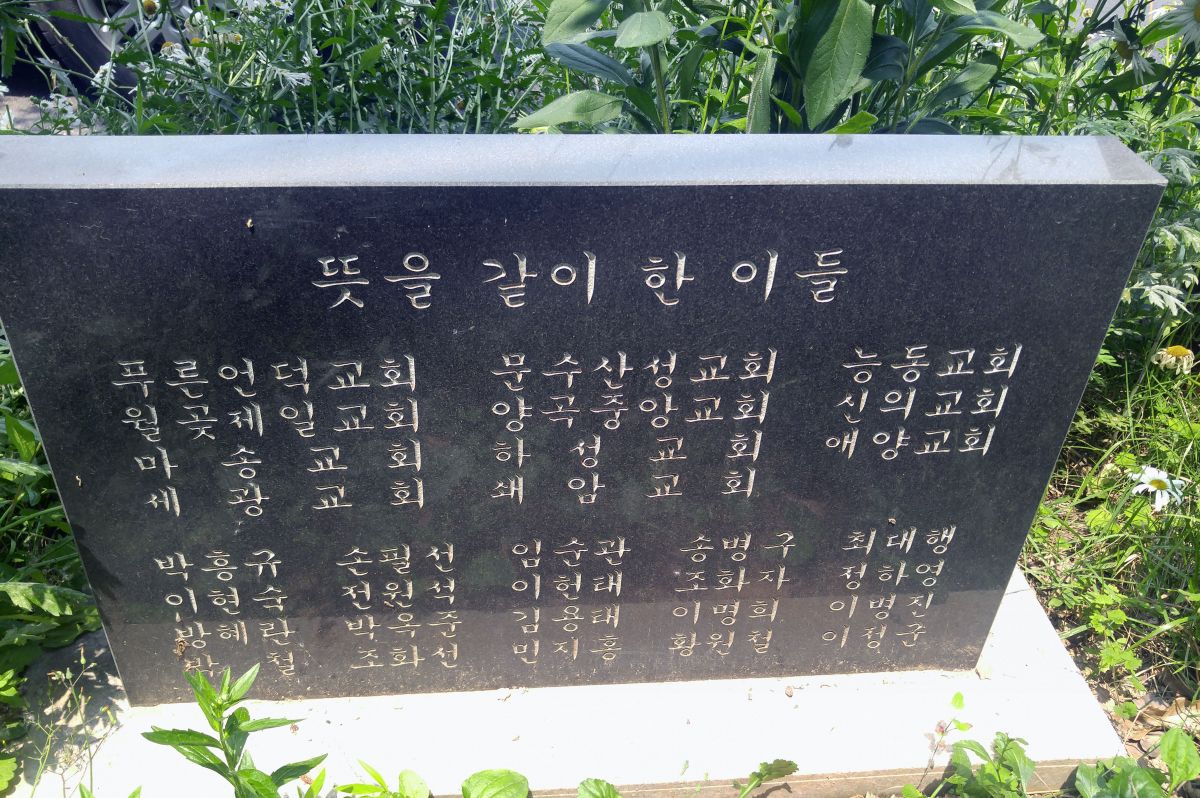 뜻을 같이 한 이들
푸른언덕교회 문수산성교회 능동교회
월곶제일교회 양곡중앙교회 신의교회
마송교회 하성교회 애양교회
세광교회 쇄암교회
박흥규 손필선 임순관 송병구 최대행
이현숙 전원석 이헌태 조화자 정하영
방혜란 박옥준 김용태 이명희 이병진
조화선 민지홍 황원철 이정군